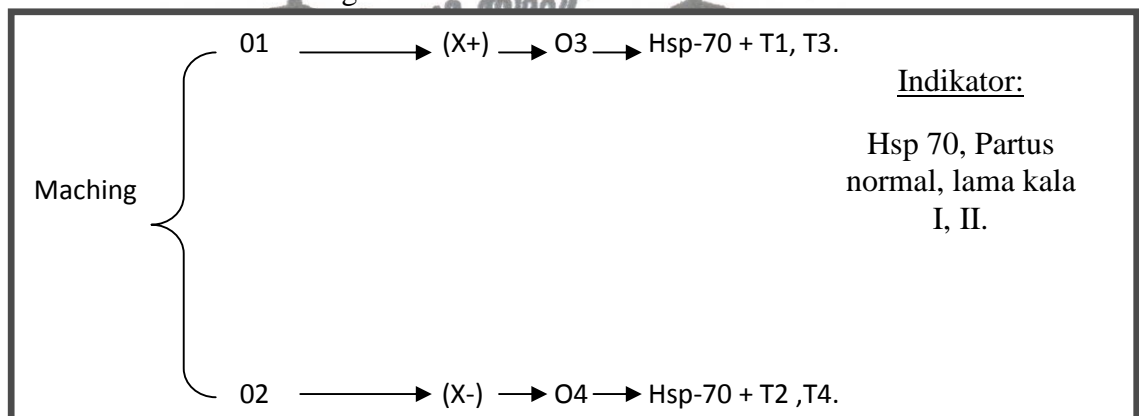 01 (X+) O3 Hsp-70 + T1, T3.
Indikator:
Hsp 70, Partus
normal, lama kala
I, II.
Maching
02 (X-) O4 Hsp-70 + T2 ,T4.